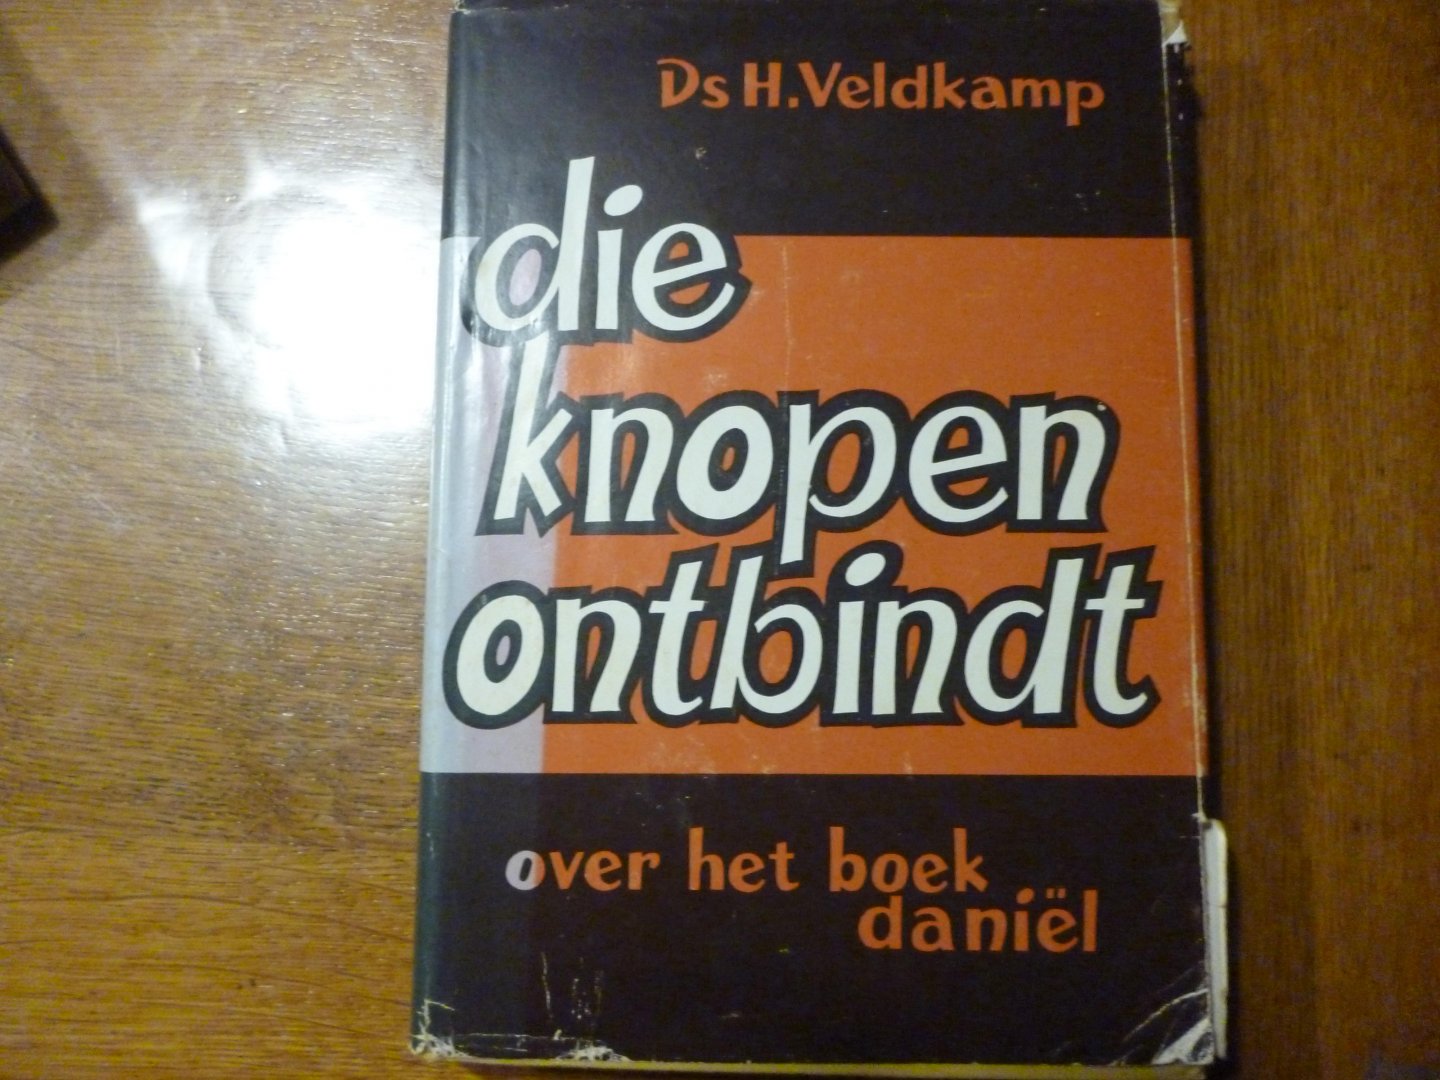 Ds H. Veldkamp
die
knopen
ontbindt
over het boek
daniël